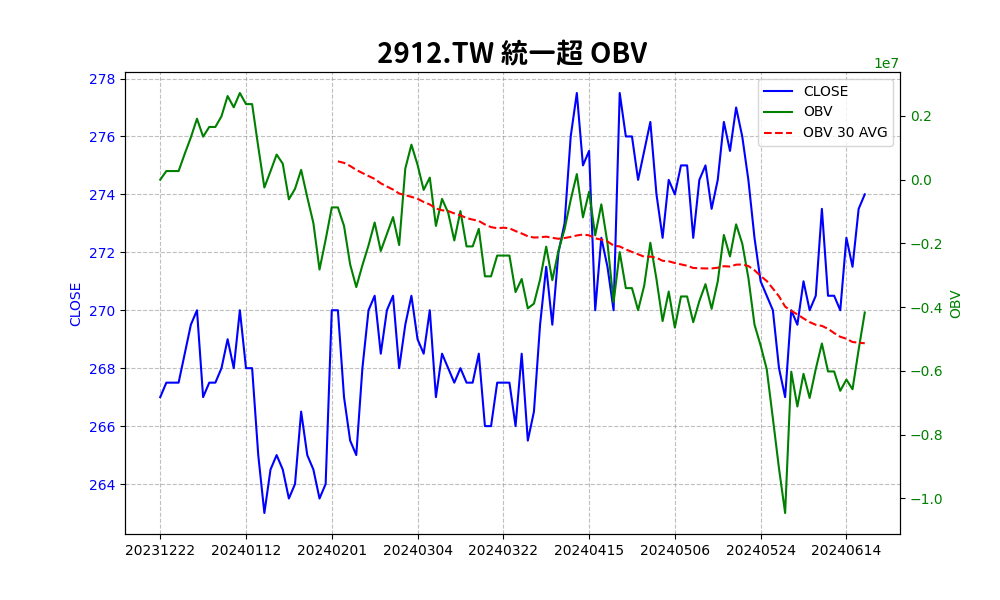 2912.TW 統一超 OBV
1e7
CLOSE
OBV
OBV 30 AVG
278
276
274
272
270
268
266
264
CLOSE
0.2
0.0
−0.2
−0.4
−0.6
−0.8
−1.0
OBV
20231222 20240112 20240201 20240304 20240322 20240415 20240506 20240524 20240614